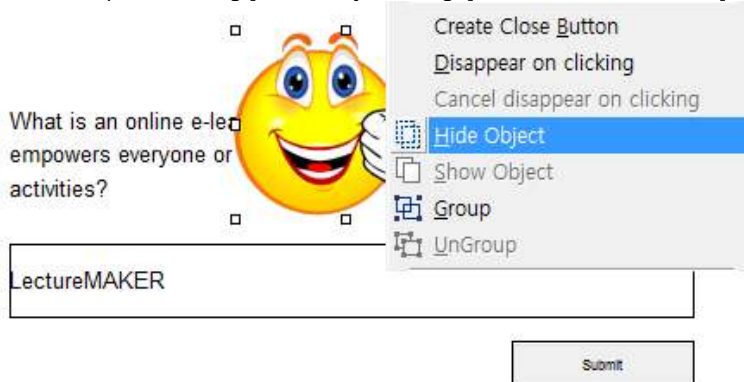 Create Close Button
Disappear on clicking
Cancel disappear on clicking
Hide Object
Show Object
Group
UnGroup
What is an online e-lea
empowers everyone or
activities?
LectureMAKER
Submit